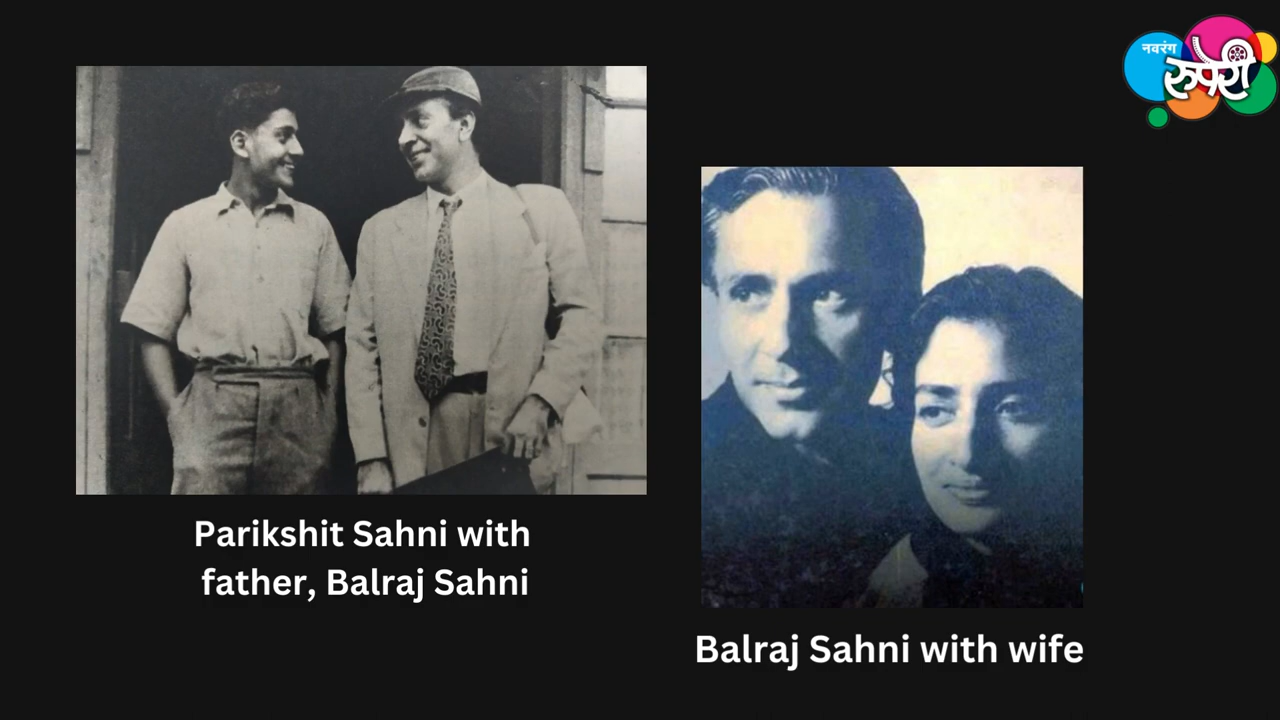 नवरंग
रुपेरी
Parikshit Sahni with
father, Balraj Sahni
Balraj Sahni with wife